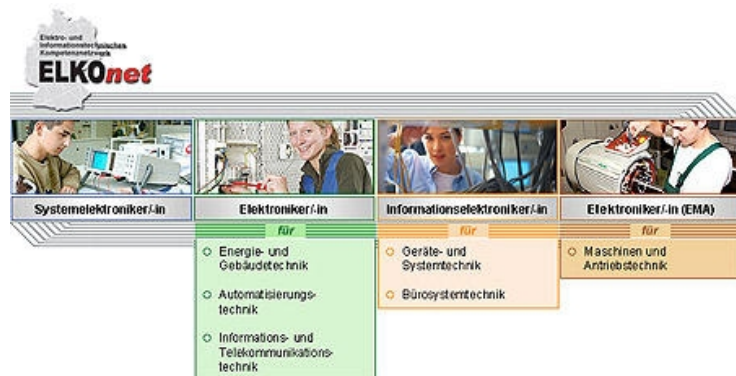 Elektro- und
Informationstechnisches
Kompetenznetzwerk
ELKOnet
Systemelektroniker/-in
Elektroniker/-in
Informationselektroniker/-in
Elektroniker/-in (EMA)
für
für
für
Energie- und
Gebäudetechnik
Automatisierungs-
technik
Informations- und
Telekommunikations-
technik
Geräte- und
Systemtechnik
Bürosystemtechnik
Maschinen und
Antriebstechnik